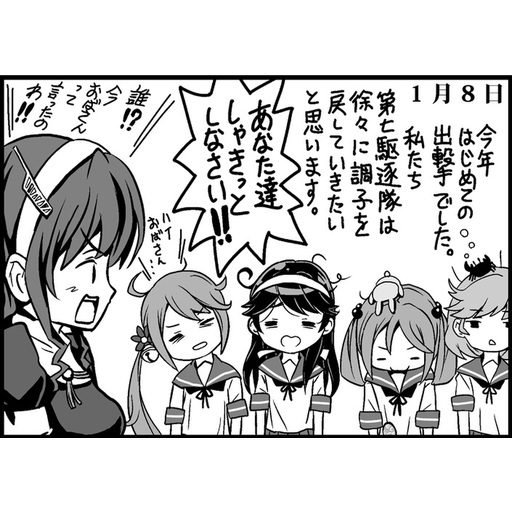 1月8日
今年
はじめての
出撃でした。
私たち
第七駆逐隊は
徐々に調子を
戻していきたい
と思います。
あなた達
しゃきっと
しなさい!!
ハイ
おばさん…
誰!?
今
おばさん
って
言ったの
わ!!